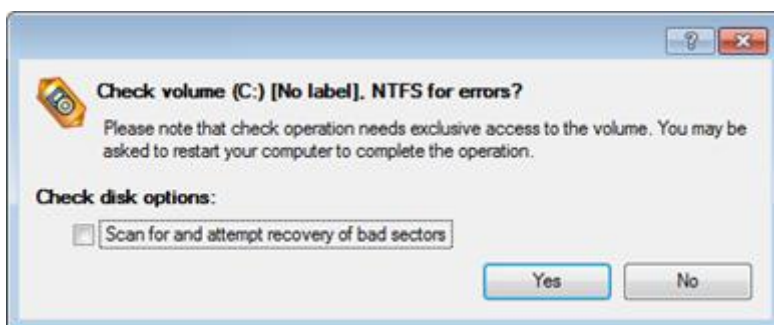 Check volume (C:) [No label], NTFS for errors?
Please note that check operation needs exclusive access to the volume. You may be
asked to restart your computer to complete the operation.
Check disk options:
Scan for and attempt recovery of bad sectors
Yes
No